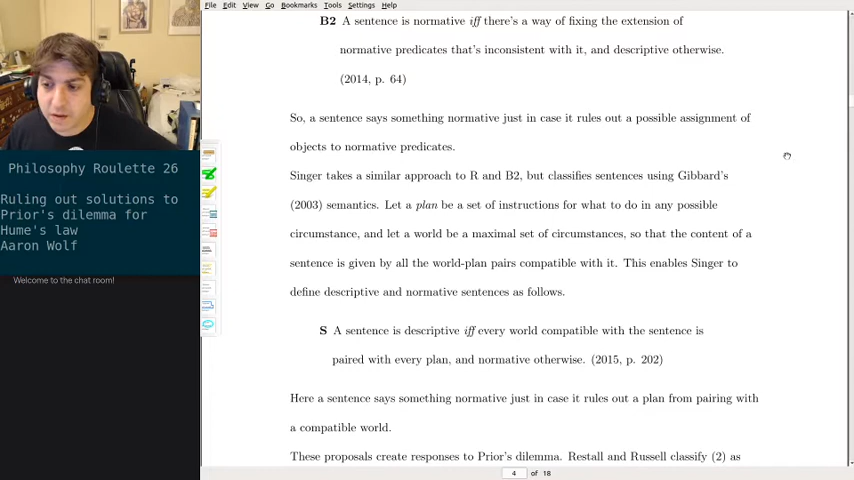 File Edit View Go Bookmarks Tools Settings Help
B2 A sentence is normative iff there's a way of fixing the extension of
normative predicates that's inconsistent with it, and descriptive otherwise.
(2014, p. 64)
So, a sentence says something normative just in case it rules out a possible assignment of
objects to normative predicates.
Singer takes a similar approach to R and B2, but classifies sentences using Gibbard's
(2003) semantics. Let a plan be a set of instructions for what to do in any possible
circumstance, and let a world be a maximal set of circumstances, so that the content of a
sentence is given by all the world-plan pairs compatible with it. This enables Singer to
define descriptive and normative sentences as follows.
S A sentence is descriptive iff every world compatible with the sentence is
paired with every plan, and normative otherwise. (2015, p. 202)
Here a sentence says something normative just in case it rules out a plan from pairing with
a compatible world.
These proposals create responses to Prior's dilemma. Restall and Russell classify (2) as
4 of 18
Philosophy Roulette 26
Ruling out solutions to
Prior's dilemma for
Hume's law
Aaron Wolf
Welcome to the chat room!